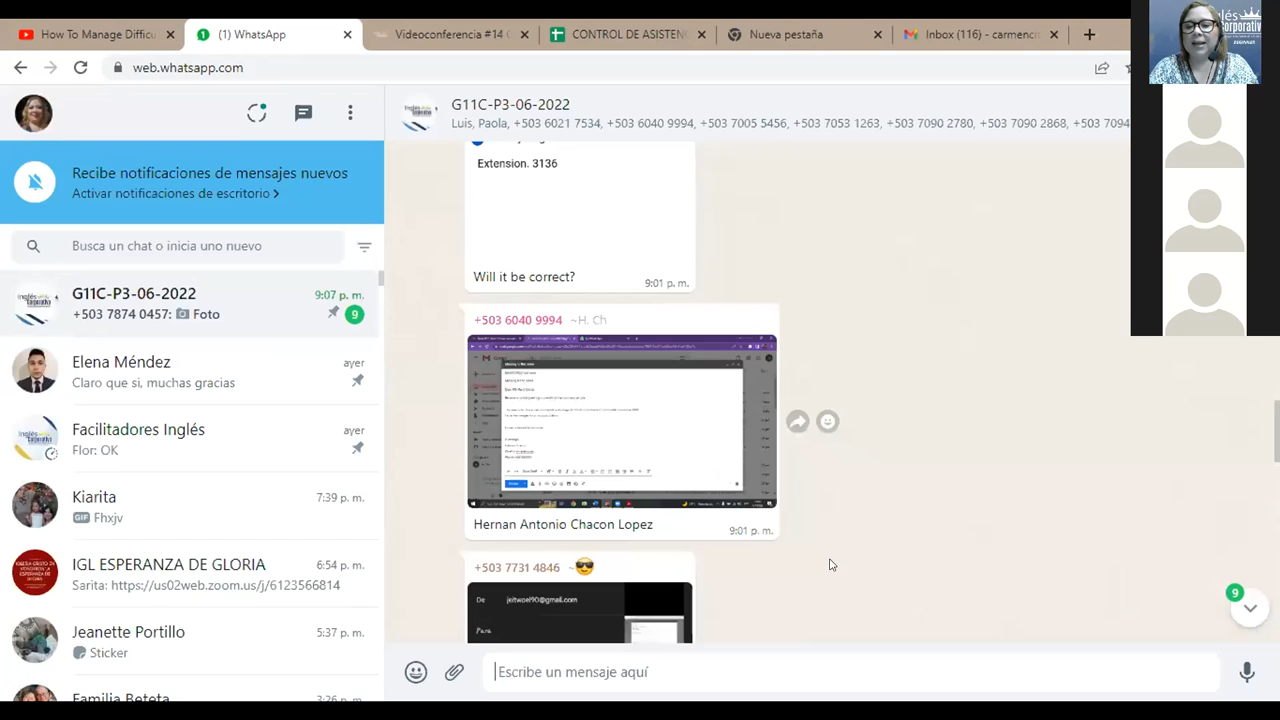 How To Manage Difficu
(1) WhatsApp
Videoconferencia #14
CONTROL DE ASISTEN
Nueva pestaña
Inbox (116) - carmencr
web.whatsapp.com
Recibe notificaciones de mensajes nuevos
Activar notificaciones de escritorio
Busca un chat o inicia uno nuevo
G11C-P3-06-2022
9:07 p. m.
+503 7874 0457: Foto
9
Elena Méndez
ayer
Claro que si, muchas gracias
Facilitadores Inglés
ayer
Flor: OK
Kiarita
7:39 p. m.
GIF Fhxjv
IGL ESPERANZA DE GLORIA
6:54 p. m.
Sarita: https://us02web.zoom.us/j/6123566814
Jeanette Portillo
5:37 p. m.
Sticker
Familia Beteta
3:26 p. m.
G11C-P3-06-2022
Luis, Paola, +503 6021 7534, +503 6040 9994, +503 7005 5456, +503 7053 1263, +503 7090 2780, +503 7090 2868, +503 7094
Extension. 3136
Will it be correct?
9:01 p. m.
+503 6040 9994 ~H. Ch
Hernan Antonio Chacon Lopez
9:01 p. m.
+503 7731 4846 ~😎
De jeitwoel90@gmail.com
Para
9
Escribe un mensaje aquí